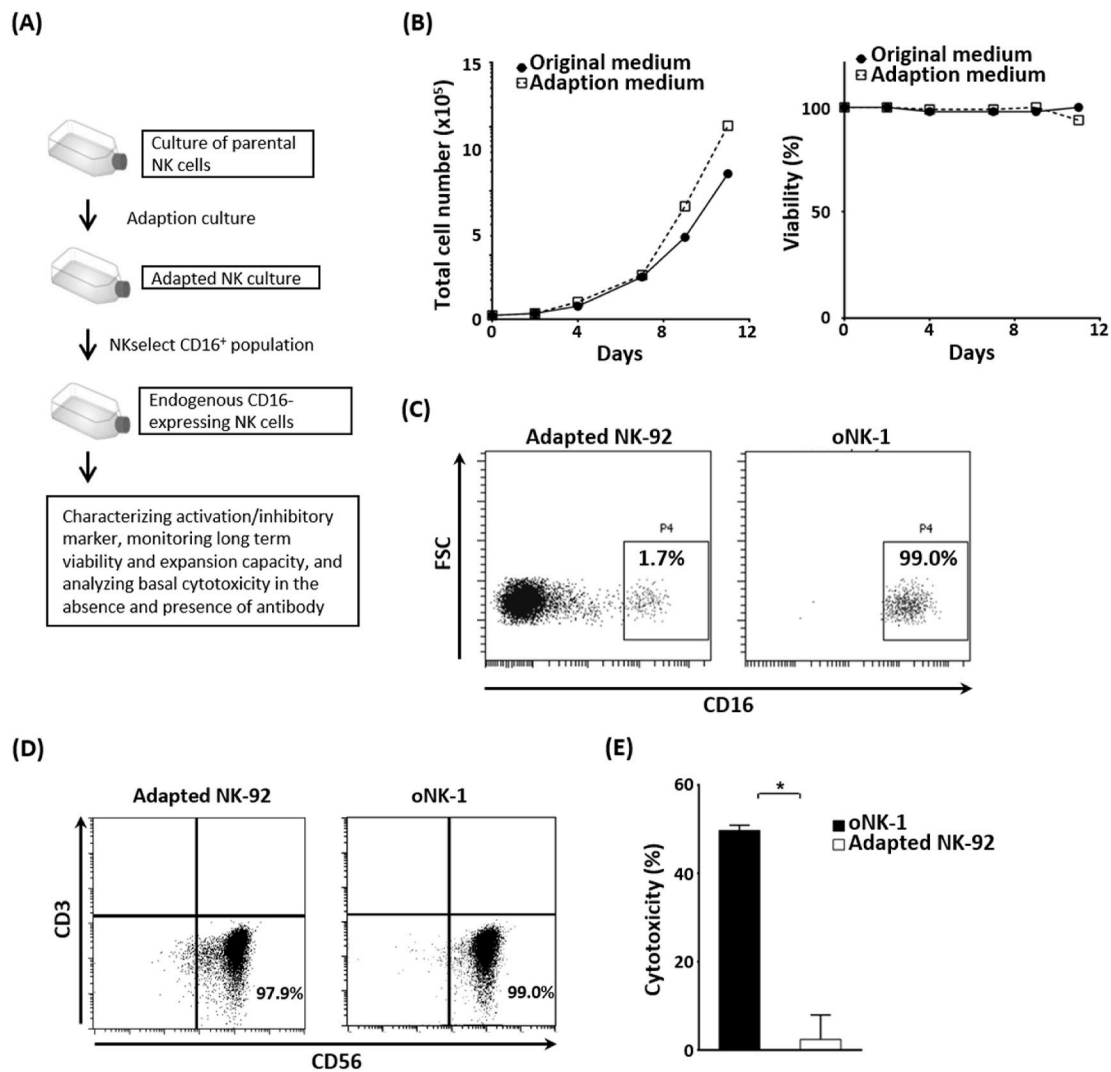 (A)
Culture of parental
NK cells
Adaption culture
Adapted NK culture
NKselect CD16⁺ population
Endogenous CD16-
expressing NK cells
Characterizing activation/inhibitory
marker, monitoring long term
viability and expansion capacity, and
analyzing basal cytotoxicity in the
absence and presence of antibody
(B)
Original medium
Adaption medium
Total cell number (x10⁵)
15
10
5
0
0
4
8
12
Days
Original medium
Adaption medium
Viability (%)
100
50
0
0
4
8
12
Days
(C)
Adapted NK-92
oNK-1
FSC
P4
1.7%
P4
99.0%
CD16
(D)
Adapted NK-92
oNK-1
CD3
97.9%
99.0%
CD56
(E)
60
40
20
0
Cytotoxicity (%)
*
oNK-1
Adapted NK-92